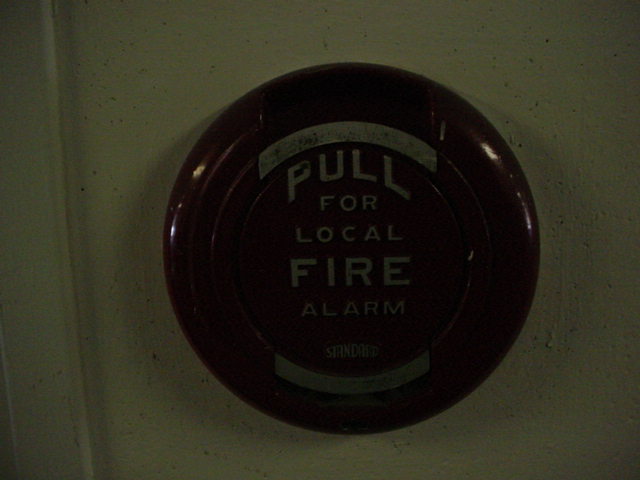 PULL
FOR
LOCAL
FIRE
ALARM
STANDARD